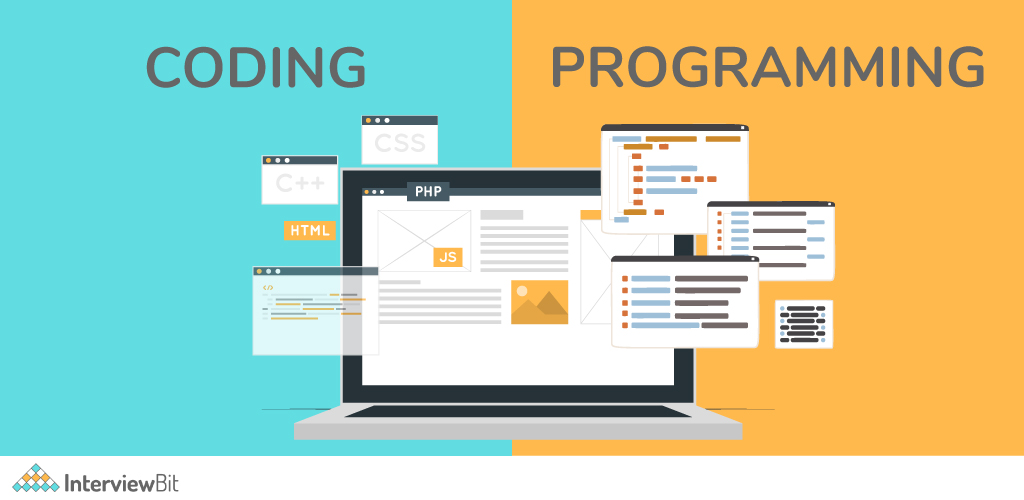 CODING
PROGRAMMING
CSS
C++
PHP
HTML
JS
</>
InterviewBit